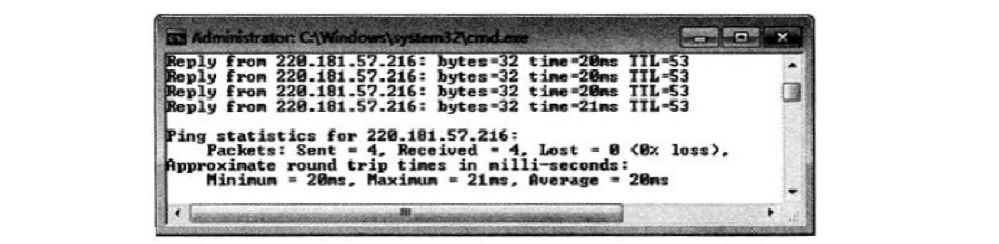 Administrator: C:\Windows\system32\cmd.exe
Reply from 220.181.57.216: bytes=32 time=20ms TTL=53
Reply from 220.181.57.216: bytes=32 time=20ms TTL=53
Reply from 220.181.57.216: bytes=32 time=20ms TTL=53
Reply from 220.181.57.216: bytes=32 time=21ms TTL=53
Ping statistics for 220.181.57.216:
Packets: Sent = 4, Received = 4, Lost = 0 (0% loss),
Approximate round trip times in milli-seconds:
Minimum = 20ms, Maximum = 21ms, Average = 20ms